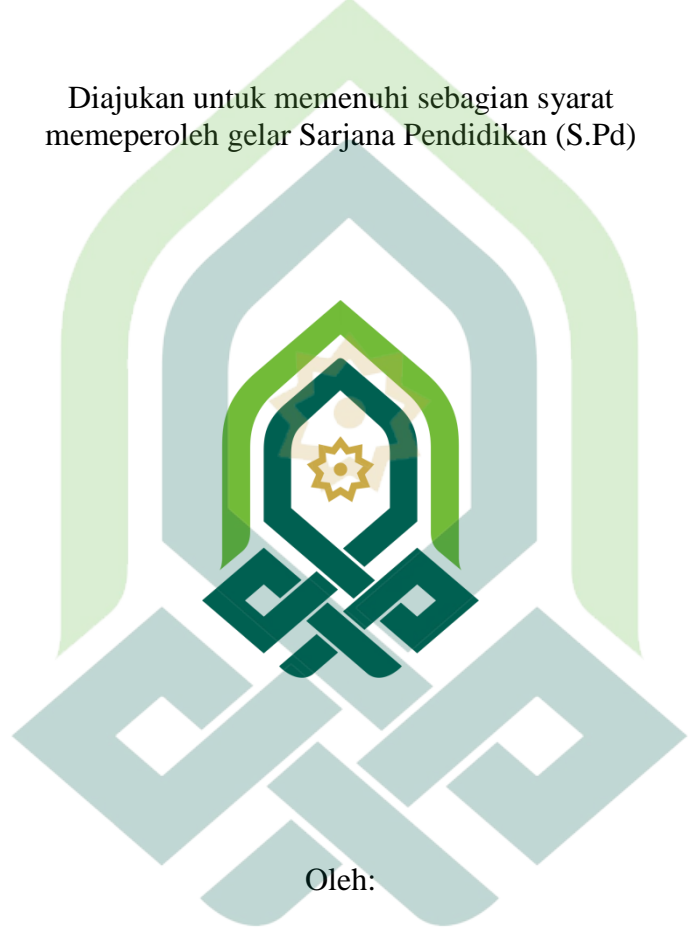 Diajukan untuk memenuhi sebagian syarat
memeperoleh gelar Sarjana Pendidikan (S.Pd)
Oleh: